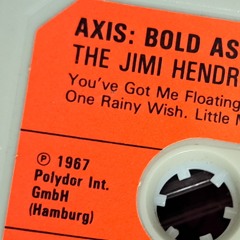 AXIS: BOLD AS
THE JIMI HENDR
You've Got Me Floating
One Rainy Wish. Little M
℗ 1967
Polydor Int.
GmbH
(Hamburg)